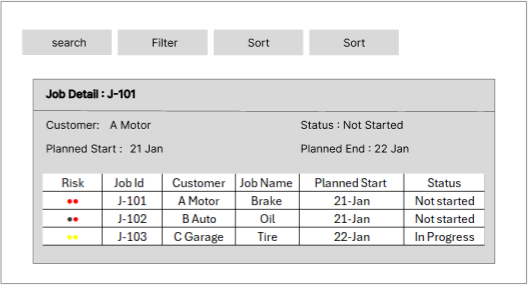 search Filter Sort Sort
Job Detail : J-101
Customer: A Motor Status : Not Started
Planned Start : 21 Jan Planned End : 22 Jan
Risk Job Id Customer Job Name Planned Start Status
J-101 A Motor Brake 21-Jan Not started
J-102 B Auto Oil 21-Jan Not started
J-103 C Garage Tire 22-Jan In Progress